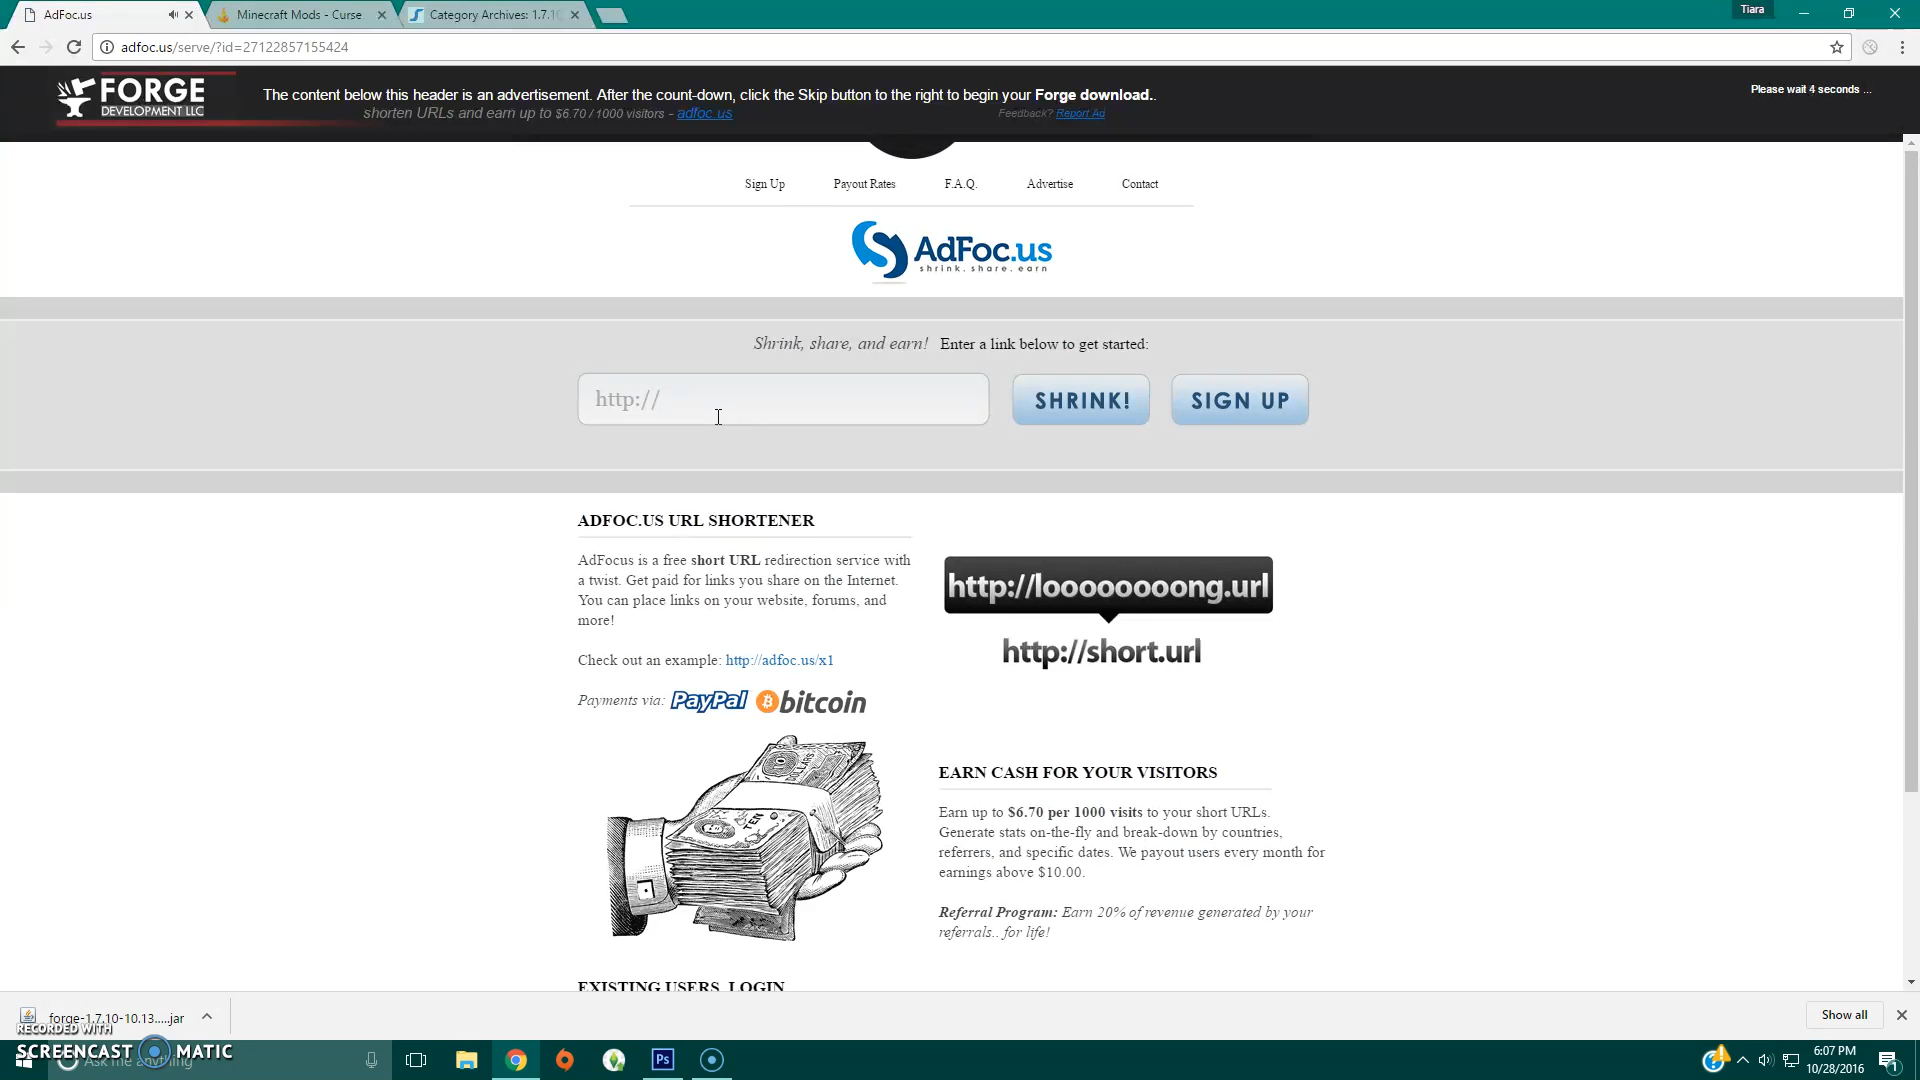 AdFoc.us
Minecraft Mods - Curse
Category Archives: 1.7.10
Tiara
adfoc.us/serve/?id=27122857155424
FORGE
DEVELOPMENT LLC
The content below this header is an advertisement. After the count-down, click the Skip button to the right to begin your Forge download..
shorten URLs and earn up to $6.70 / 1000 visitors - adfoc.us
Feedback? Report Ad
Please wait 4 seconds ...
Sign Up
Payout Rates
F.A.Q.
Advertise
Contact
AdFoc.us
shrink. share. earn
Shrink, share, and earn! Enter a link below to get started:
http://
SHRINK!
SIGN UP
ADFOC.US URL SHORTENER
AdFocus is a free short URL redirection service with
a twist. Get paid for links you share on the Internet.
You can place links on your website, forums, and
more!
Check out an example: http://adfoc.us/x1
Payments via: PayPal bitcoin
http://loooooooong.url
http://short.url
DOLLARS
TEN
EARN CASH FOR YOUR VISITORS
Earn up to $6.70 per 1000 visits to your short URLs.
Generate stats on-the-fly and break-down by countries,
referrers, and specific dates. We payout users every month for
earnings above $10.00.
Referral Program: Earn 20% of revenue generated by your
referrals.. for life!
EXISTING USERS, LOGIN
forge-1.7.10-10.13.....jar
Show all
RECORDED WITH
SCREENCAST MATIC
Ask me anything
Ps
6:07 PM
10/28/2016
1